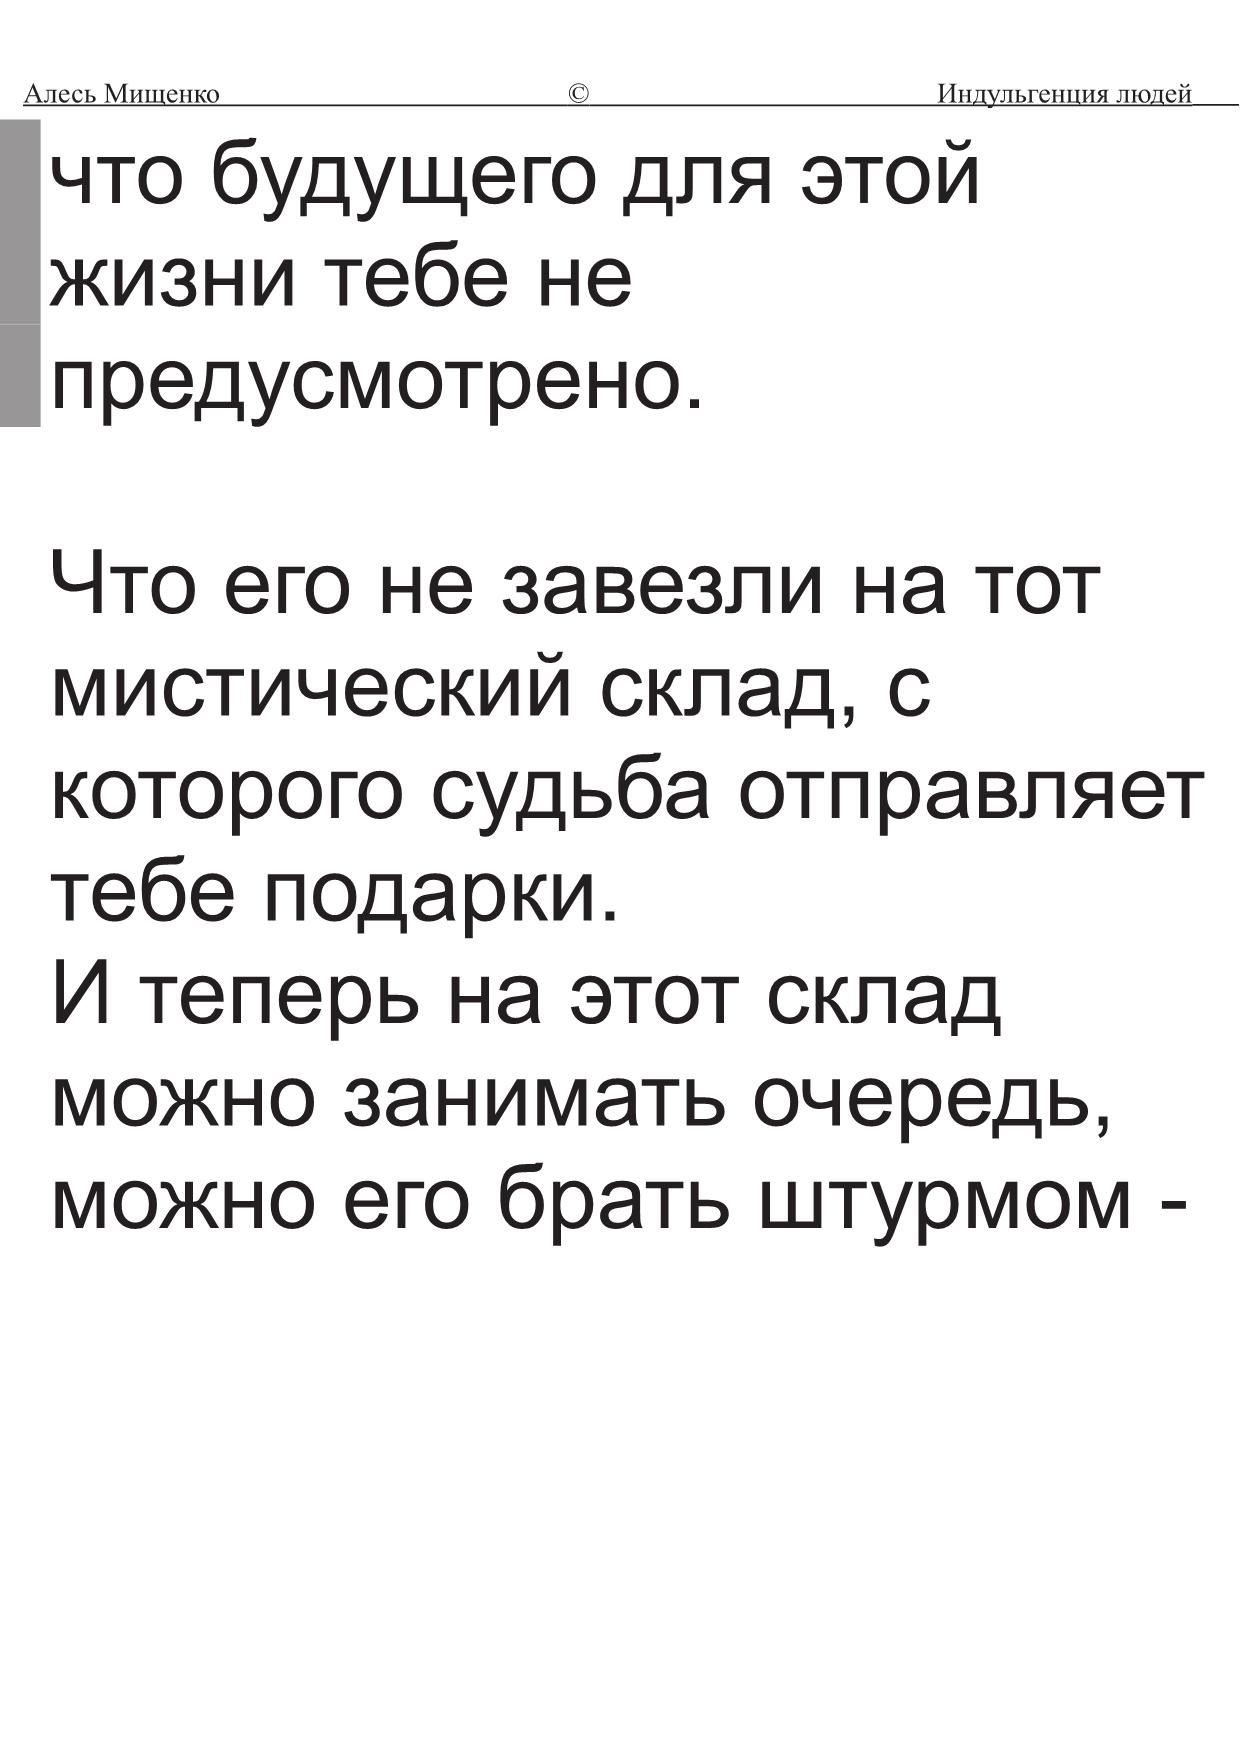 Алесь Мищенко © Индульгенция людей
что будущего для этой
жизни тебе не
предусмотрено.
Что его не завезли на тот
мистический склад, с
которого судьба отправляет
тебе подарки.
И теперь на этот склад
можно занимать очередь,
можно его брать штурмом -